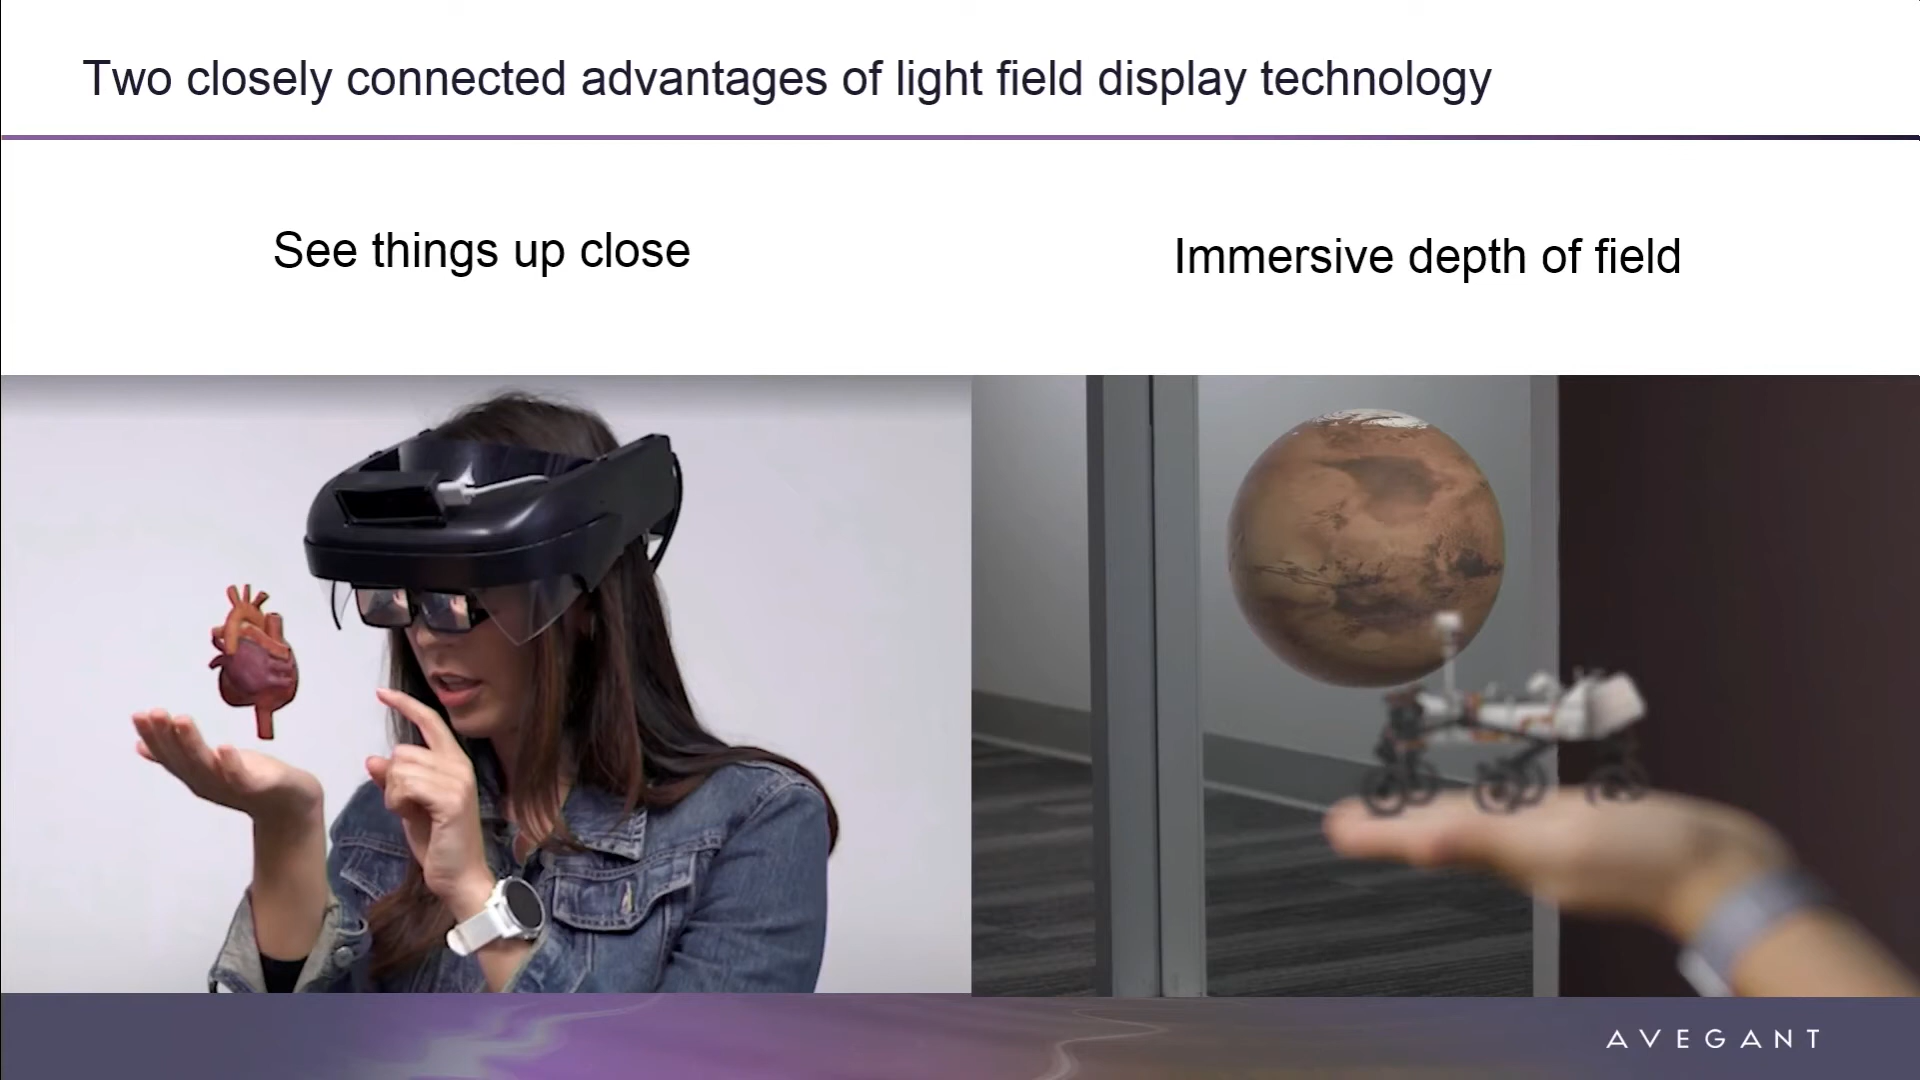 Two closely connected advantages of light field display technology
See things up close
Immersive depth of field
AVEGANT